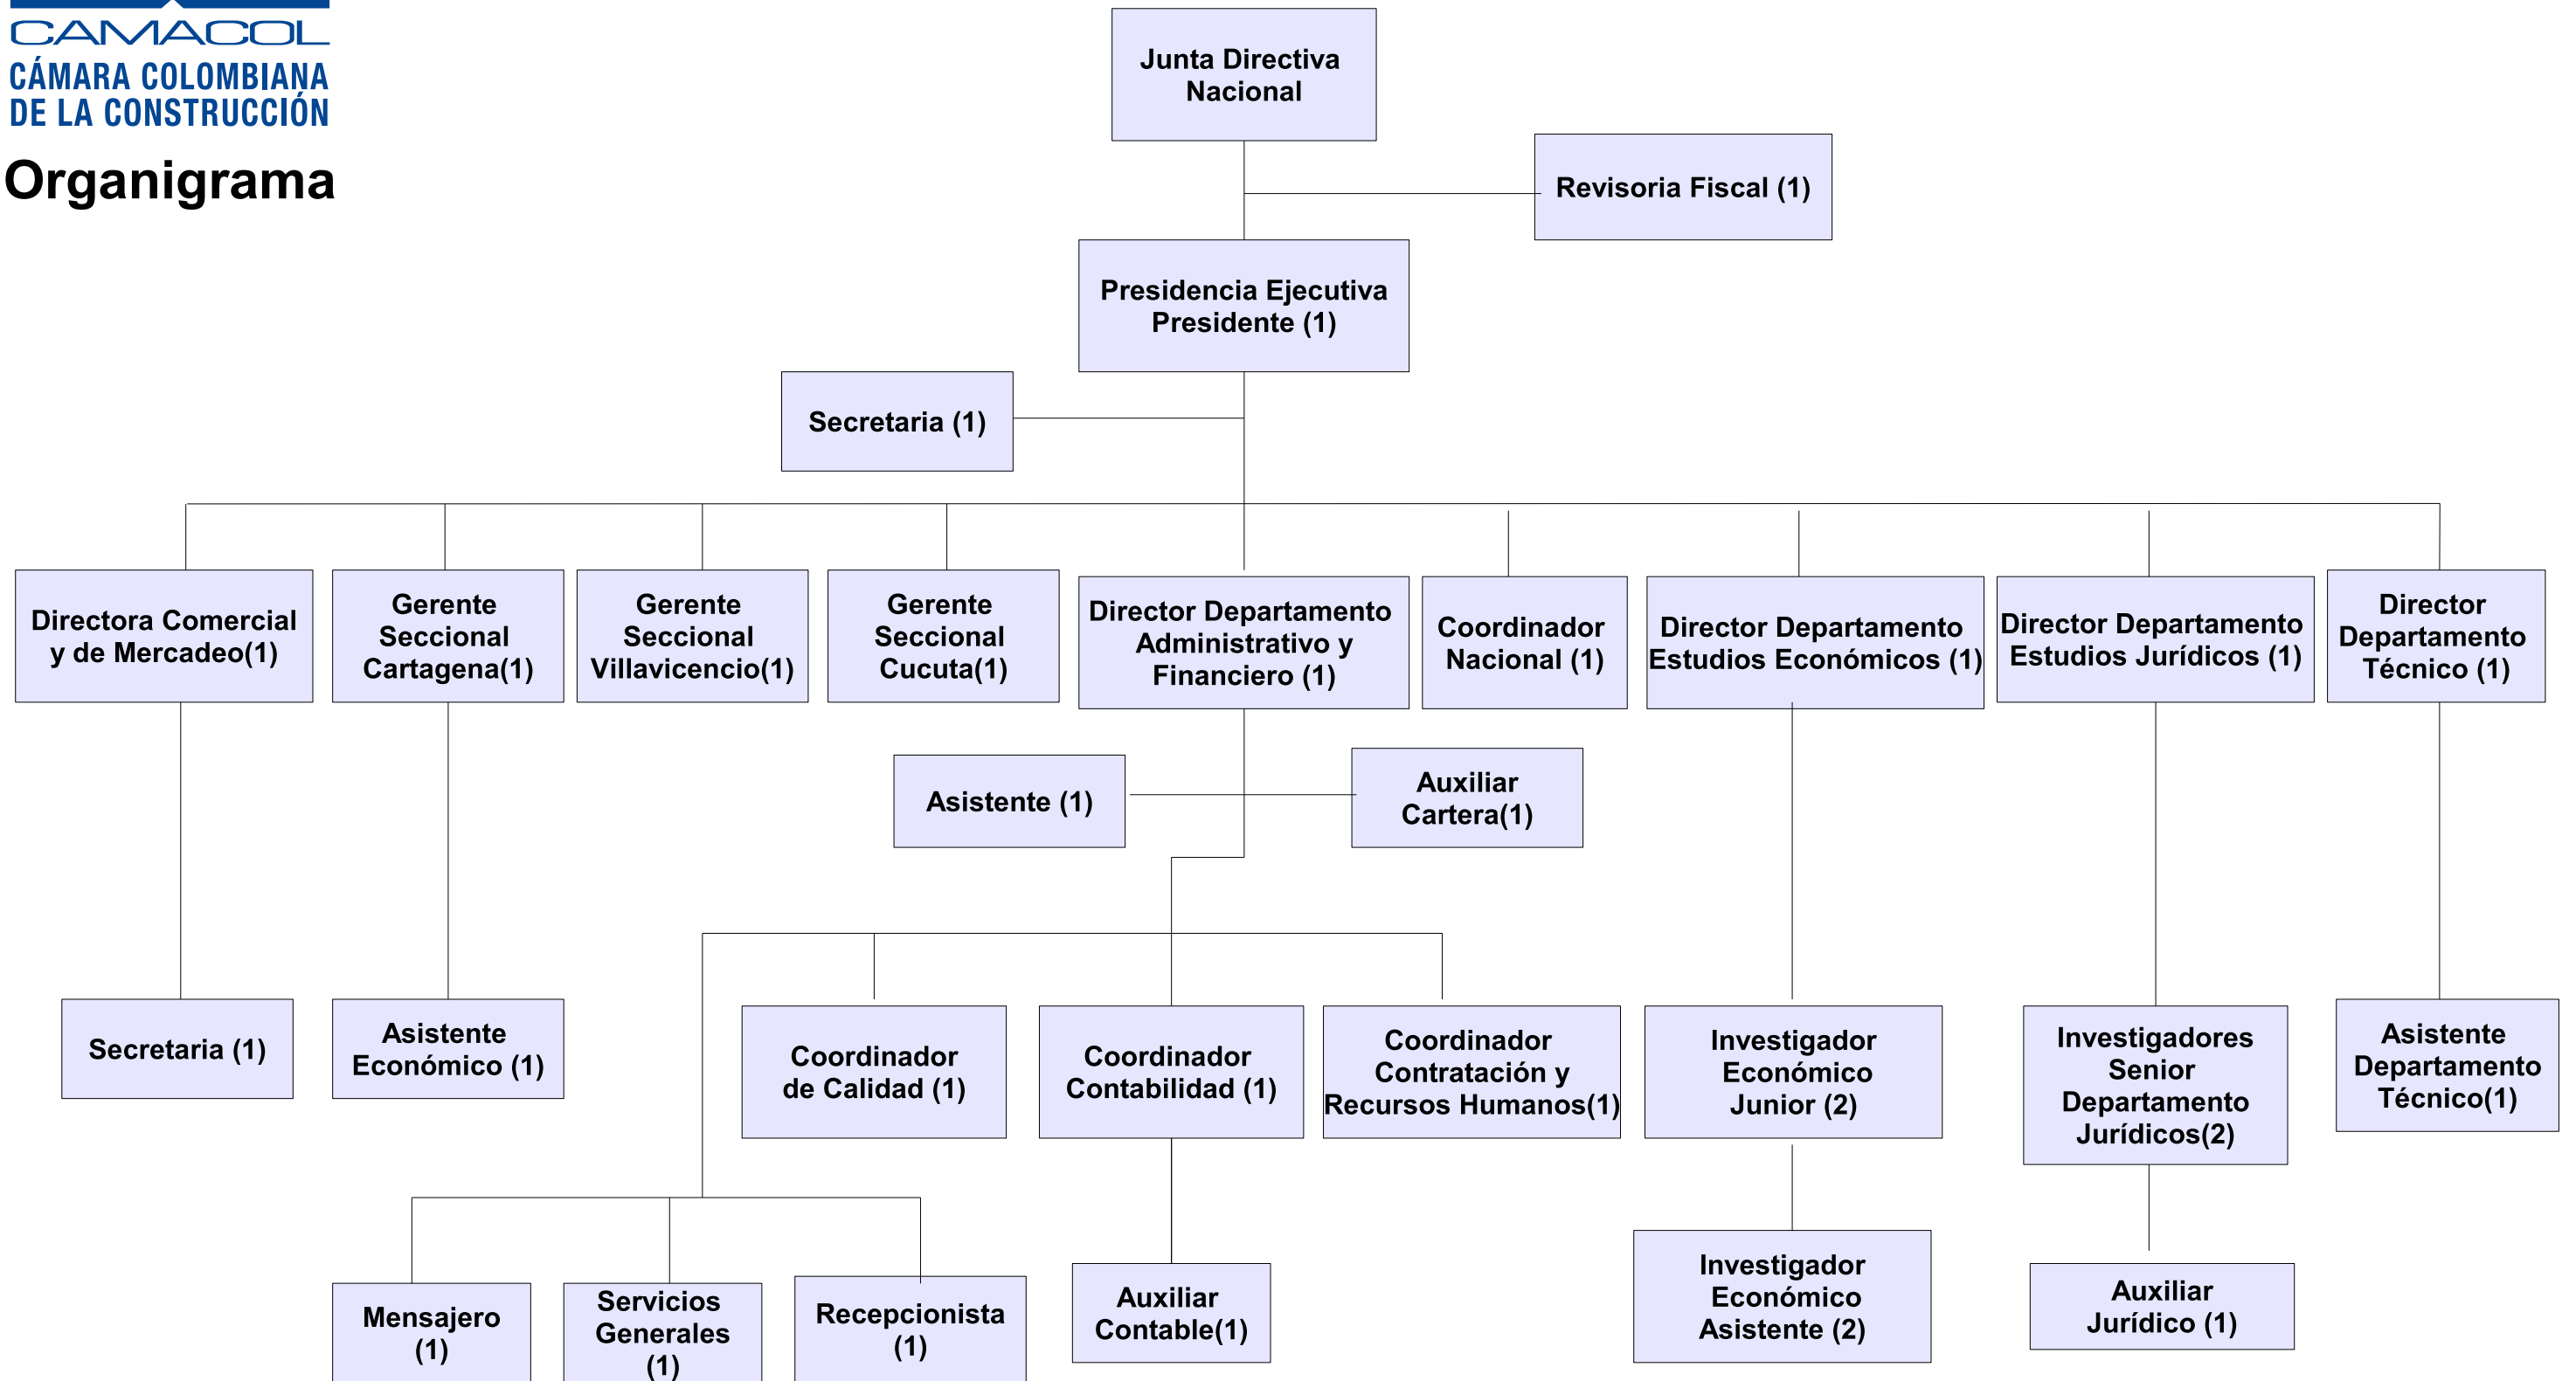 CAMACOL
CÁMARA COLOMBIANA
DE LA CONSTRUCCIÓN
Organigrama
Junta Directiva
Nacional
Revisoria Fiscal (1)
Presidencia Ejecutiva
Presidente (1)
Secretaria (1)
Directora Comercial
y de Mercadeo(1)
Gerente
Seccional
Cartagena(1)
Gerente
Seccional
Villavicencio(1)
Gerente
Seccional
Cucuta(1)
Director Departamento
Administrativo y
Financiero (1)
Coordinador
Nacional (1)
Director Departamento
Estudios Económicos (1)
Director Departamento
Estudios Jurídicos (1)
Director
Departamento
Técnico (1)
Asistente (1)
Auxiliar
Cartera(1)
Secretaria (1)
Asistente
Económico (1)
Coordinador
de Calidad (1)
Coordinador
Contabilidad (1)
Coordinador
Contratación y
Recursos Humanos(1)
Investigador
Económico
Junior (2)
Investigadores
Senior
Departamento
Jurídicos(2)
Asistente
Departamento
Técnico(1)
Mensajero
(1)
Servicios
Generales
(1)
Recepcionista
(1)
Auxiliar
Contable(1)
Investigador
Económico
Asistente (2)
Auxiliar
Jurídico (1)